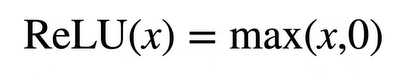 ReLU(x) = max(x,0)